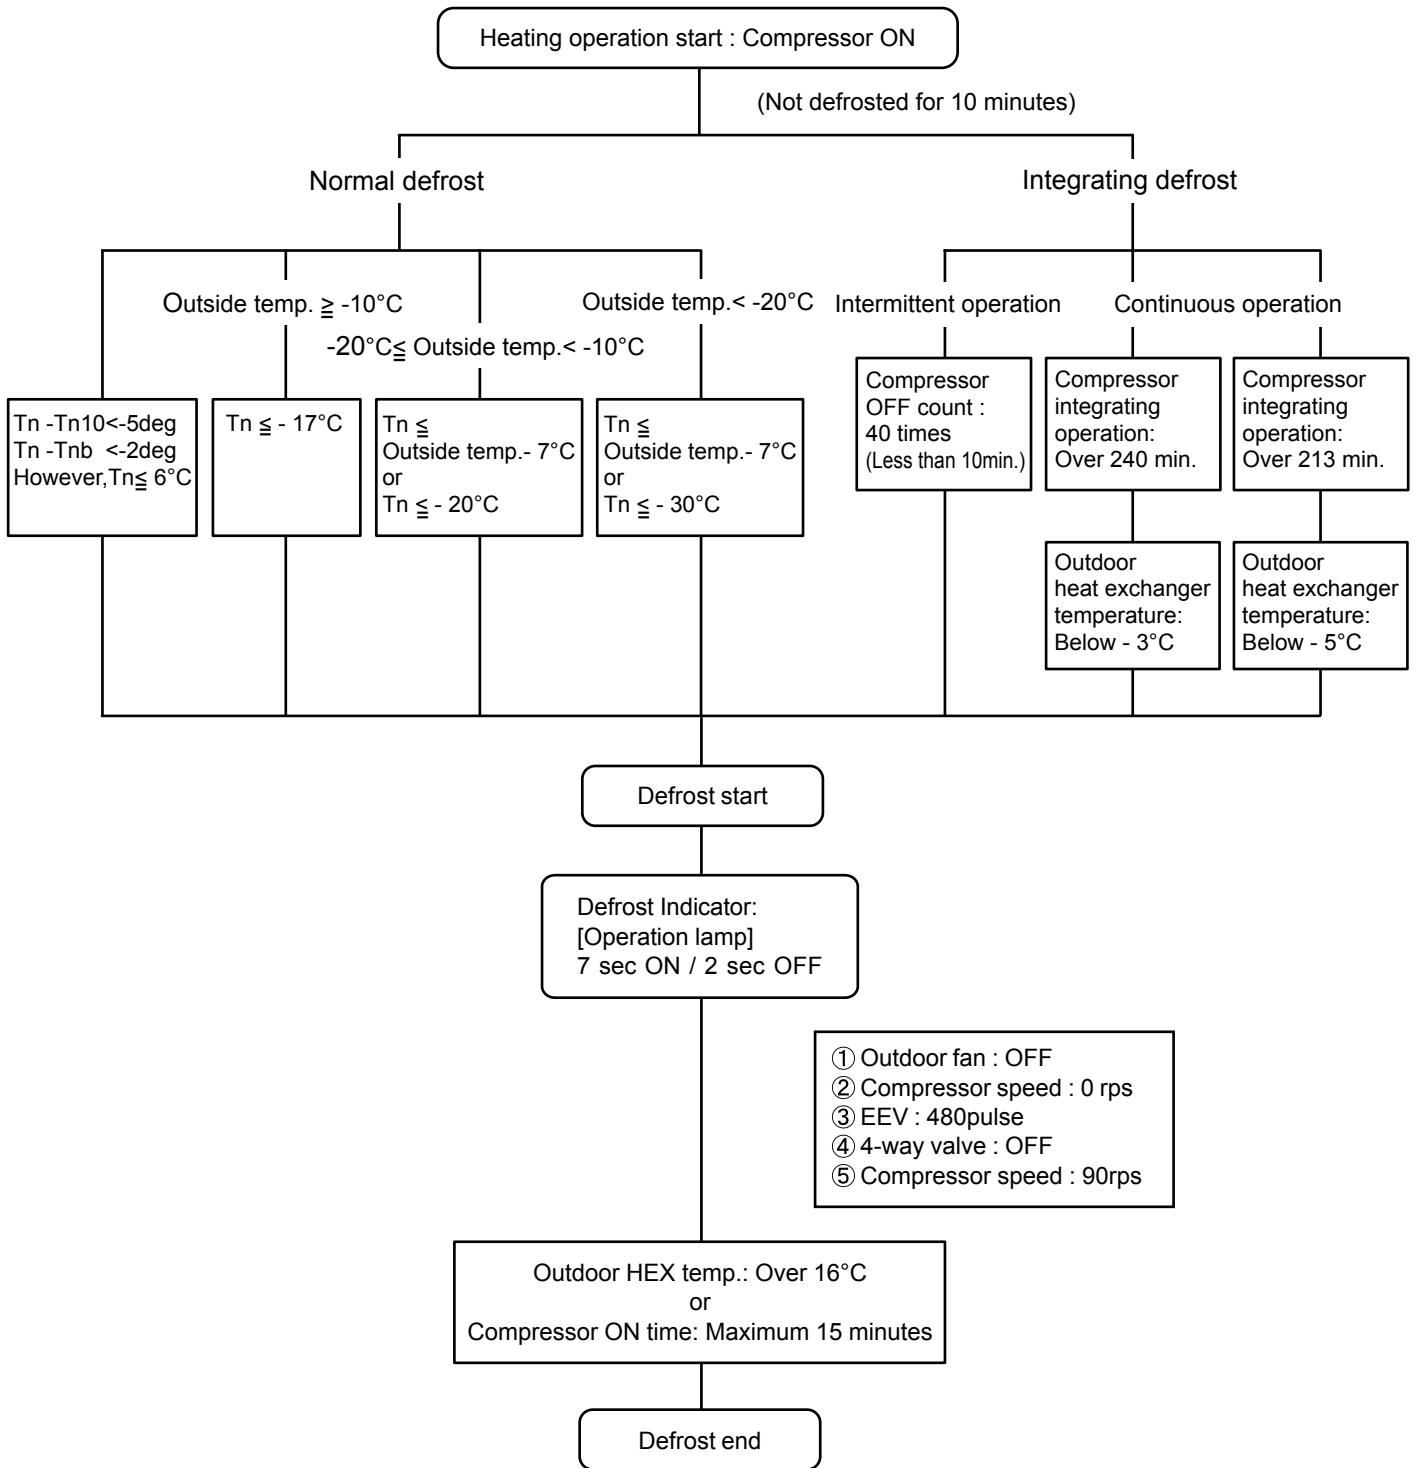 Heating operation start : Compressor ON
(Not defrosted for 10 minutes)
Normal defrost
Integrating defrost
Outside temp. ≧ -10°C
Outside temp.< -20°C
Intermittent operation
Continuous operation
-20°C≦ Outside temp.< -10°C
Tn -Tn10<-5deg
Tn -Tnb <-2deg
However,Tn≦ 6°C
Tn ≦ - 17°C
Tn ≦
Outside temp.- 7°C
or
Tn ≦ - 20°C
Tn ≦
Outside temp.- 7°C
or
Tn ≦ - 30°C
Compressor
OFF count :
40 times
(Less than 10min.)
Compressor
integrating
operation:
Over 240 min.
Compressor
integrating
operation:
Over 213 min.
Outdoor
heat exchanger
temperature:
Below - 3°C
Outdoor
heat exchanger
temperature:
Below - 5°C
Defrost start
Defrost Indicator:
[Operation lamp]
7 sec ON / 2 sec OFF
① Outdoor fan : OFF
② Compressor speed : 0 rps
③ EEV : 480pulse
④ 4-way valve : OFF
⑤ Compressor speed : 90rps
Outdoor HEX temp.: Over 16°C
or
Compressor ON time: Maximum 15 minutes
Defrost end